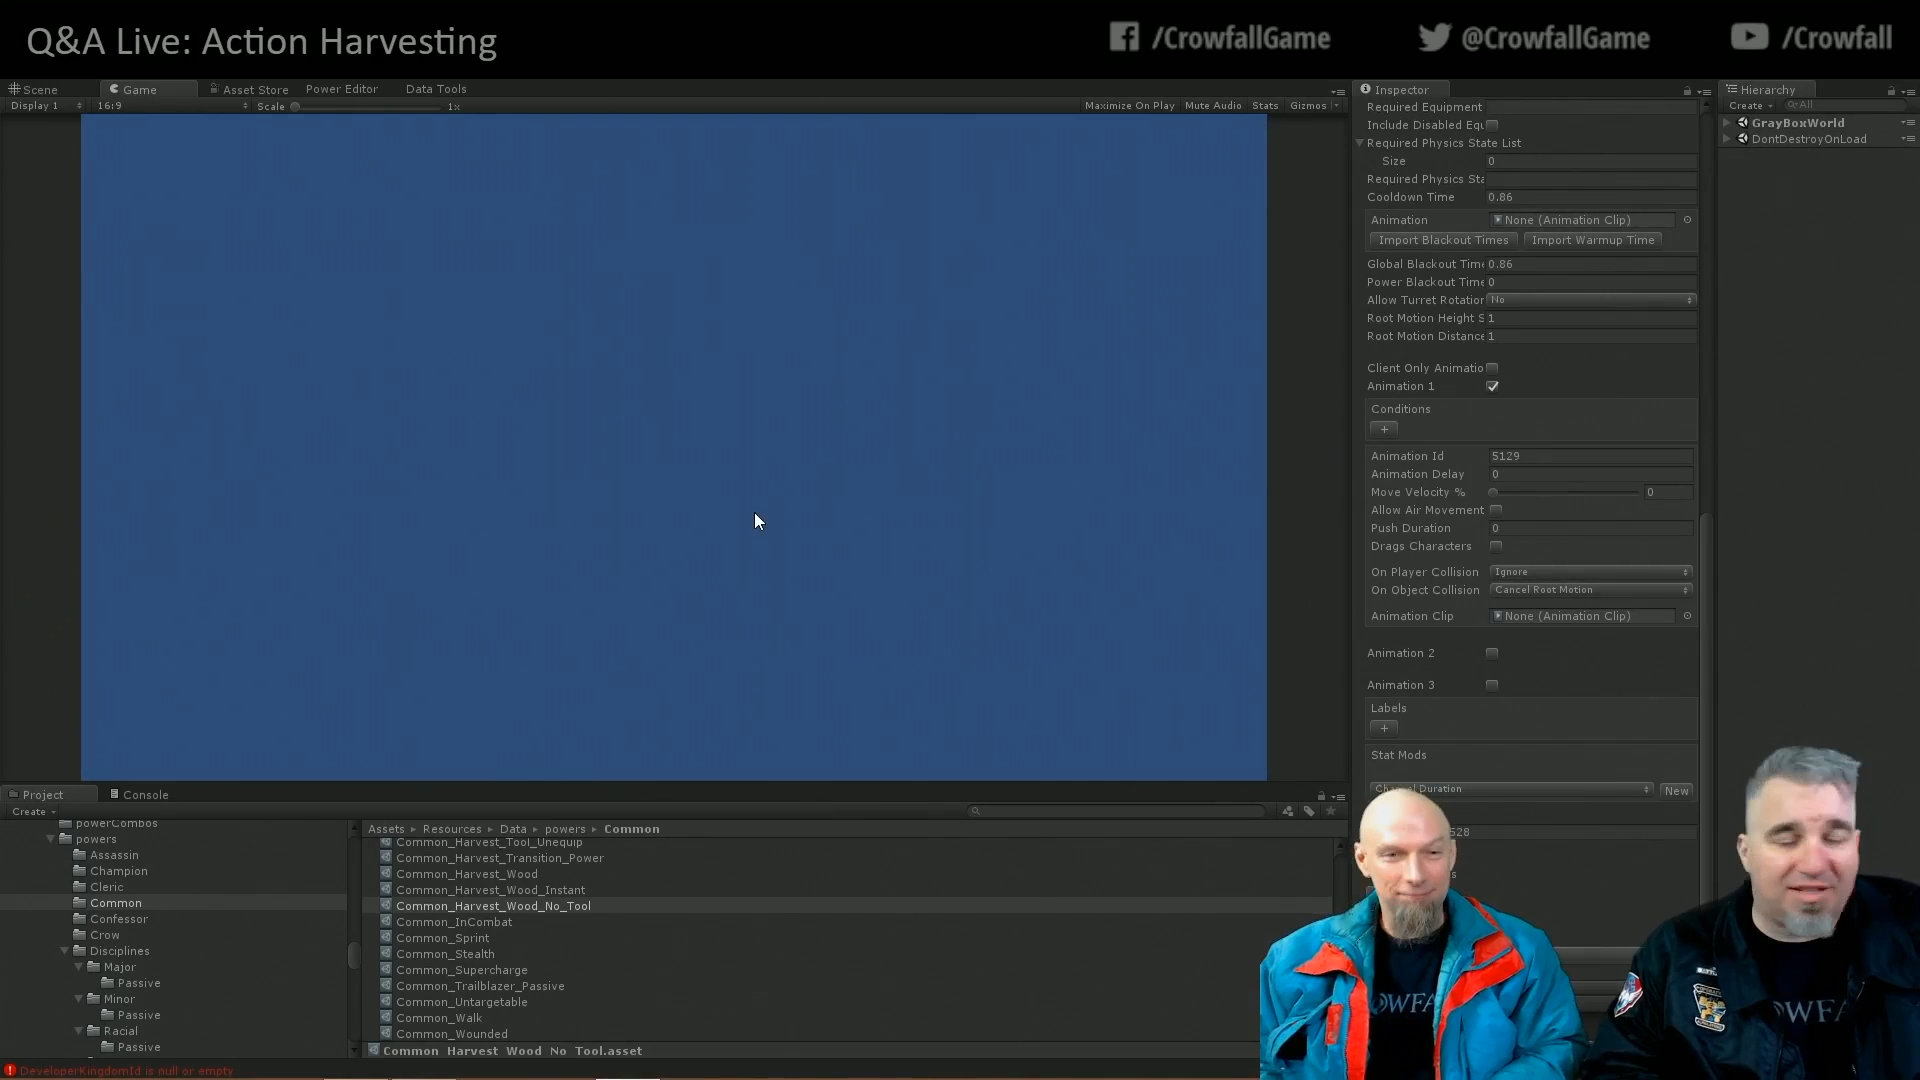 Q&A Live: Action Harvesting
/CrowfallGame
@CrowfallGame
/Crowfall
Scene
Game
Asset Store
Power Editor
Data Tools
Display 1
16:9
Scale
1x
Maximize On Play
Mute Audio
Stats
Gizmos
Inspector
Required Equipment
Include Disabled Equ
Required Physics State List
Size 0
Required Physics Sta
Cooldown Time 0.86
Animation None (Animation Clip)
Import Blackout Times Import Warmup Time
Global Blackout Time 0.86
Power Blackout Time 0
Allow Turret Rotation No
Root Motion Height S 1
Root Motion Distance 1
Client Only Animatio
Animation 1
Conditions
+
Animation Id 5129
Animation Delay 0
Move Velocity % 0
Allow Air Movement
Push Duration 0
Drags Characters
On Player Collision Ignore
On Object Collision Cancel Root Motion
Animation Clip None (Animation Clip)
Animation 2
Animation 3
Labels
+
Stat Mods
Duration New
528
Hierarchy
Create All
GrayBoxWorld
DontDestroyOnLoad
Project
Console
Create
powerCombos
powers
Assassin
Champion
Cleric
Common
Confessor
Crow
Disciplines
Major
Passive
Minor
Passive
Racial
Passive
Assets Resources Data powers Common
Common_Harvest_Tool_Unequip
Common_Harvest_Transition_Power
Common_Harvest_Wood
Common_Harvest_Wood_Instant
Common_Harvest_Wood_No_Tool
Common_InCombat
Common_Sprint
Common_Stealth
Common_Supercharge
Common_Trailblazer_Passive
Common_Untargetable
Common_Walk
Common_Wounded
Common_Harvest_Wood_No_Tool.asset
DeveloperKingdomId is null or empty
OWFA
OWFA